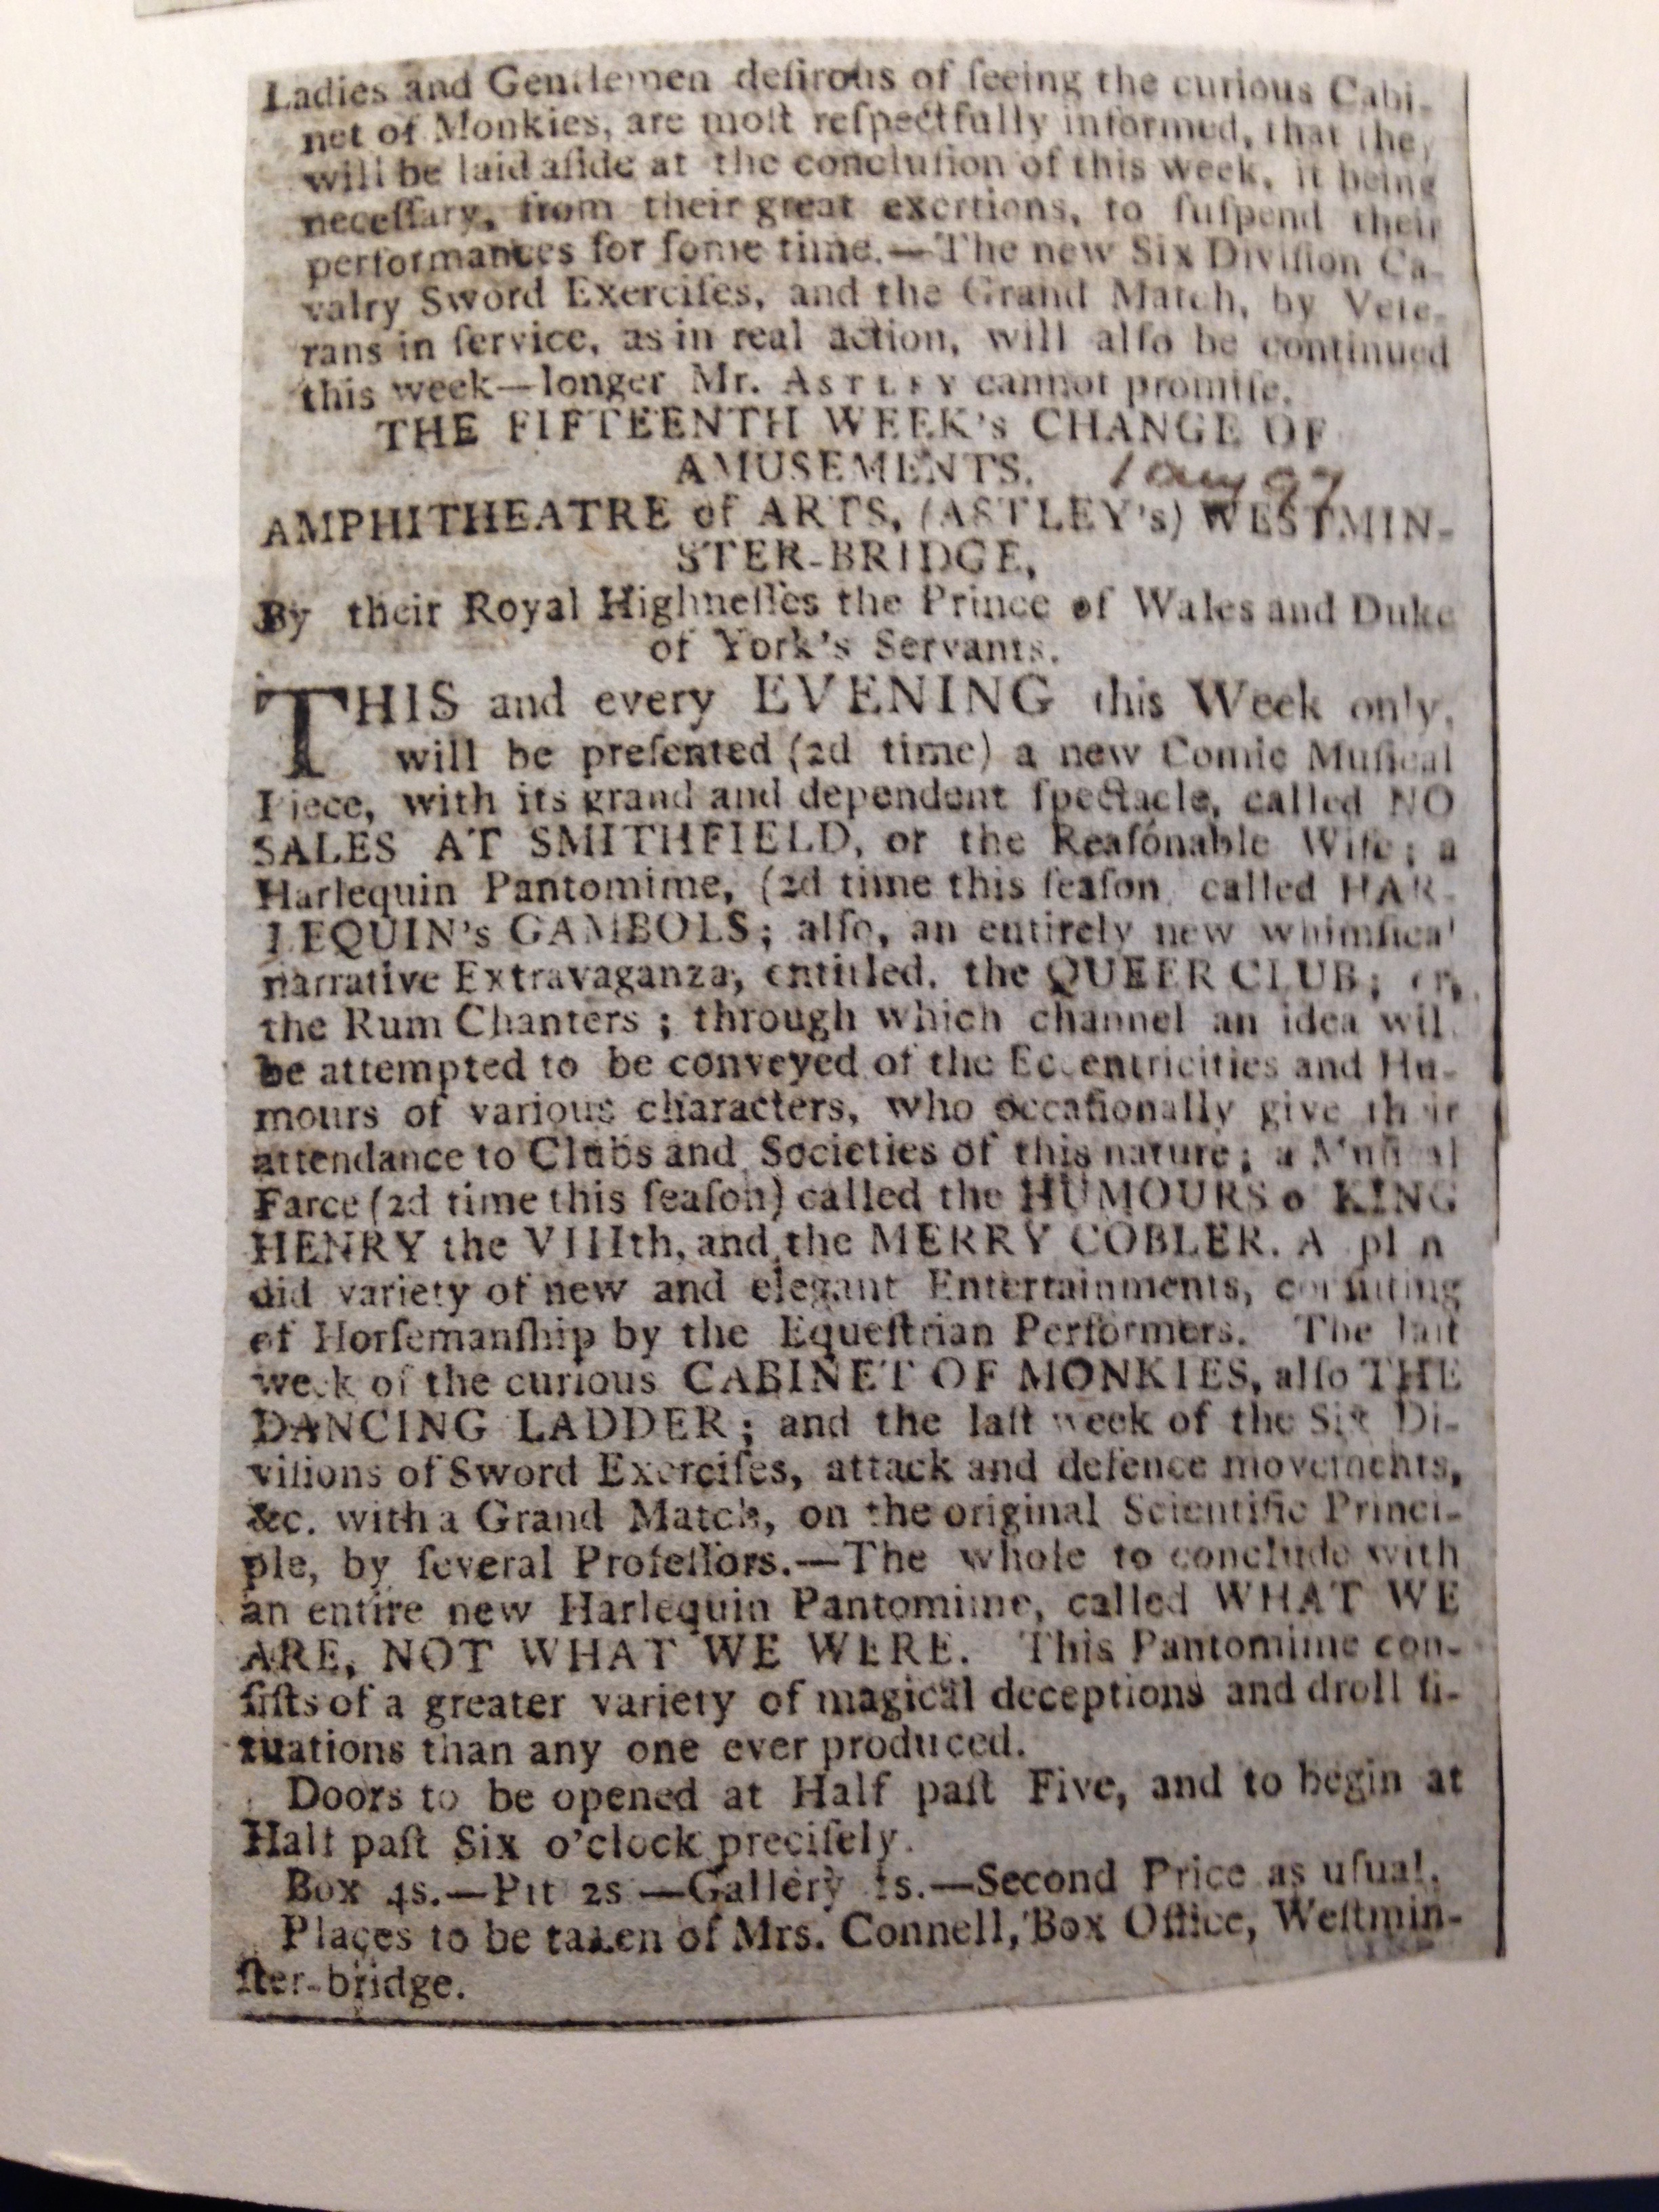 Ladies and Gentlemen deſirous of ſeeing the curious Cabi-
net of Monkies, are moſt reſpectfully informed, that they
will be laid aſide at the concluſion of this week, it being
neceſſary, from their great exertions, to ſuſpend their
performances for ſome time.—The new Six Diviſion Ca-
valry Sword Exerciſes, and the Grand Match, by Vete-
rans in ſervice, as in real action, will alſo be continued
this week—longer Mr. ASTLEY cannot promiſe.
THE FIFTEENTH WEEK's CHANGE OF
AMUSEMENTS. 1 Aug 97
AMPHITHEATRE of ARTS, (ASTLEY's) WESTMIN-
STER-BRIDGE,
By their Royal Highneſſes the Prince of Wales and Duke
of York's Servants.
THIS and every EVENING this Week only,
will be preſented (2d time) a new Comic Muſical
Piece, with its grand and dependent ſpectacle, called NO
SALES AT SMITHFIELD, or the Reaſonable Wife; a
Harlequin Pantomime, (2d time this ſeaſon called HAR-
LEQUIN's GAMBOLS; alſo, an entirely new whimſical
narrative Extravaganza, entitled, the QUEER CLUB; or,
the Rum Chanters; through which channel an idea will
be attempted to be conveyed of the Eccentricities and Hu-
mours of various characters, who occaſionally give their
attendance to Clubs and Societies of this nature; a Muſical
Farce (2d time this ſeaſon) called the HUMOURS o KING
HENRY the VIIIth, and the MERRY COBLER. A plen
did variety of new and elegant Entertainments, conſiſting
of Horſemanſhip by the Equeſtrian Performers. The laſt
week of the curious CABINET OF MONKIES, alſo THE
DANCING LADDER; and the laſt week of the Six Di-
viſions of Sword Exerciſes, attack and defence movements,
&c. with a Grand Match, on the original Scientific Princi-
ple, by ſeveral Profeſſors.—The whole to conclude with
an entire new Harlequin Pantomime, called WHAT WE
ARE, NOT WHAT WE WERE. This Pantomime con-
ſiſts of a greater variety of magical deceptions and droll ſi-
tuations than any one ever produced.
Doors to be opened at Half paſt Five, and to begin at
Half paſt Six o'clock preciſely.
Box 4s.—Pit 2s—Gallery 1s.—Second Price as uſual.
Places to be taken of Mrs. Connell, Box Office, Weſtmin-
ſter-bridge.